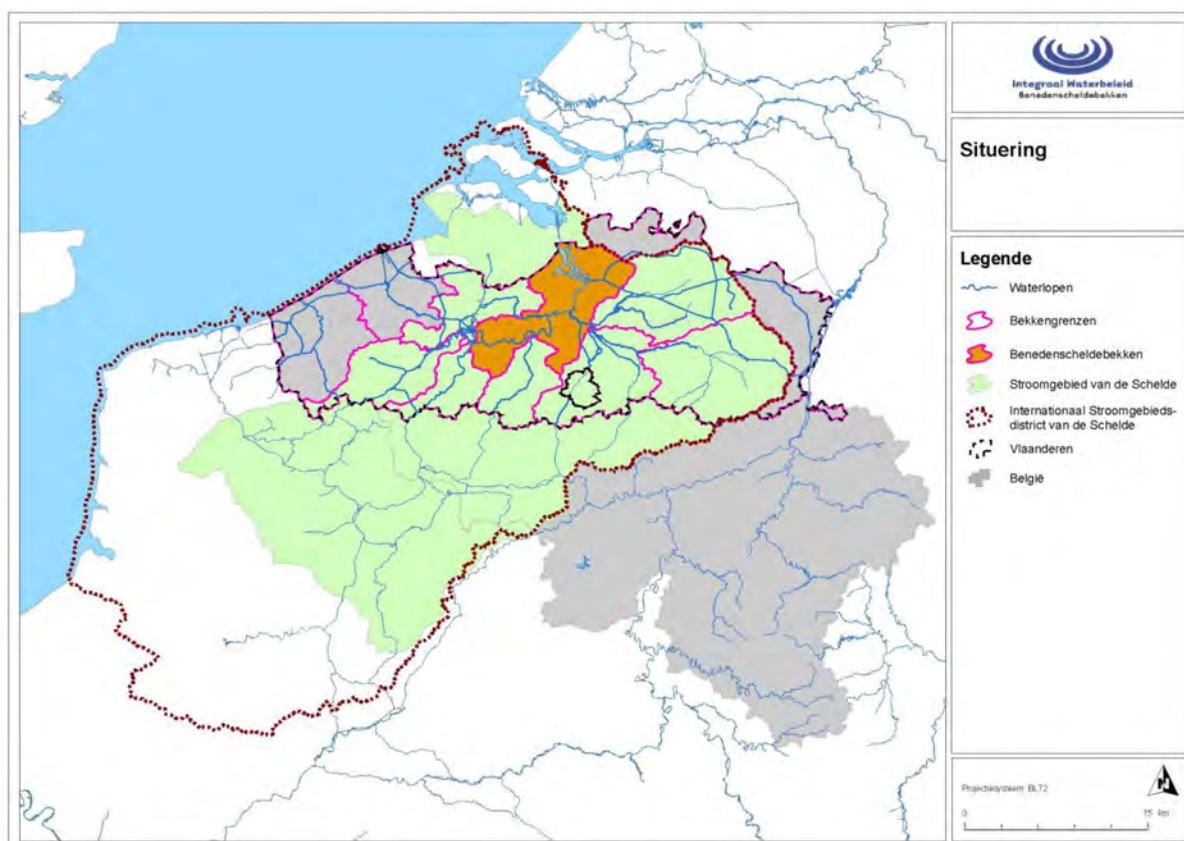 Integraal Waterbeleid
Benedenscheldebekken
Situering
Legende
Waterlopen
Bekkengrenzen
Benedenscheldebekken
Stroomgebied van de Schelde
Internationaal Stroomgebieds-
district van de Schelde
Vlaanderen
België
Projectiesysteem: BL72
0 75 km